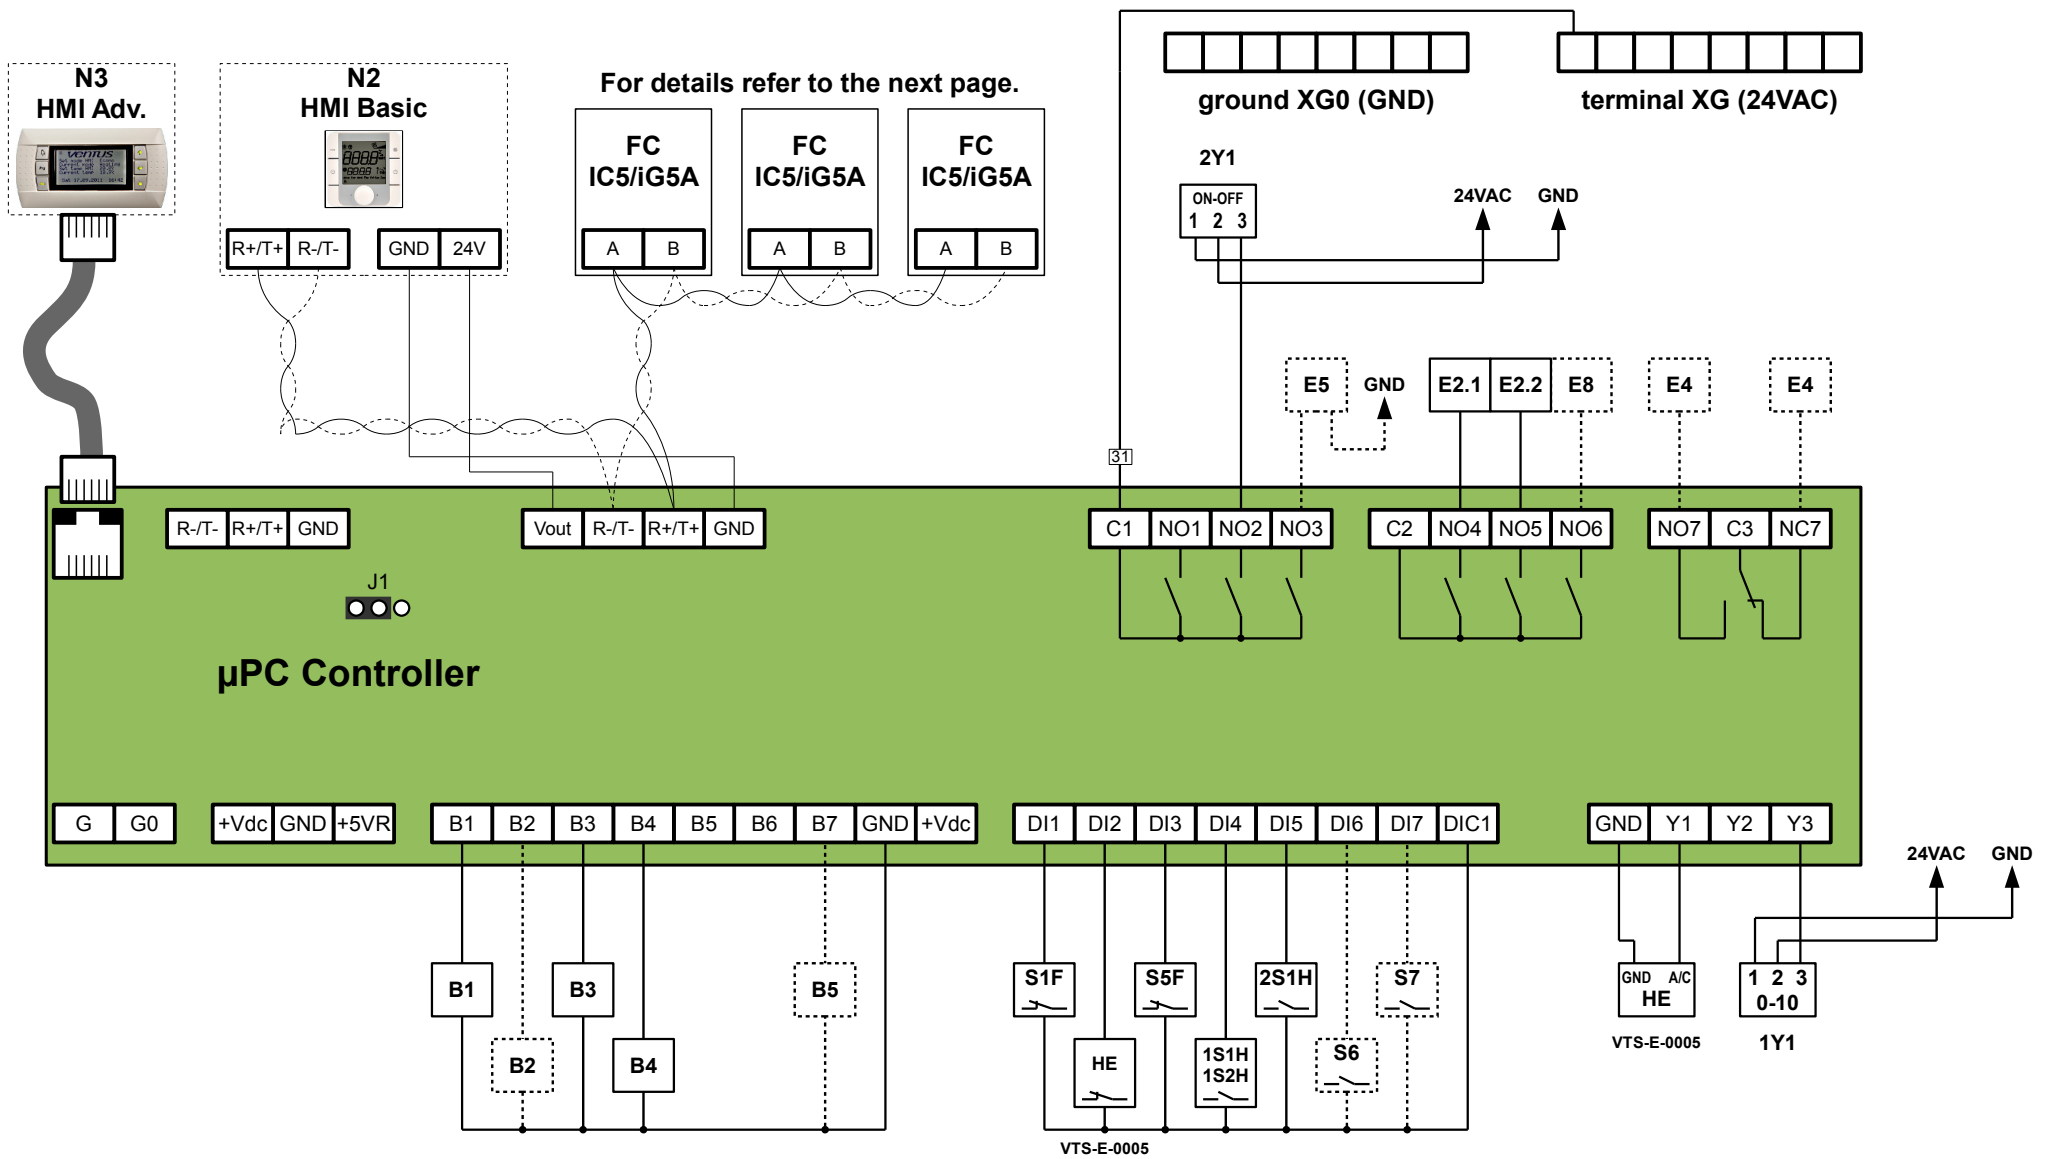 N3
HMI Adv.
VENTUS
N2
HMI Basic
For details refer to the next page.
FC
IC5/iG5A
FC
IC5/iG5A
FC
IC5/iG5A
ground XG0 (GND)
terminal XG (24VAC)
2Y1
ON-OFF
1 2 3
24VAC GND
R+/T+ R-/T- GND 24V
A B A B A B
E5 GND E2.1 E2.2 E8 E4 E4
31
R-/T- R+/T+ GND
Vout R-/T- R+/T+ GND
C1 NO1 NO2 NO3
C2 NO4 NO5 NO6
NO7 C3 NC7
J1
µPC Controller
G G0
+Vdc GND +5VR
B1 B2 B3 B4 B5 B6 B7 GND +Vdc
DI1 DI2 DI3 DI4 DI5 DI6 DI7 DIC1
GND Y1 Y2 Y3
24VAC GND
B1 B3 B5
B2 B4
S1F S5F 2S1H S7
HE
1S1H
1S2H
S6
VTS-E-0005
GND A/C
HE
VTS-E-0005
1 2 3
0-10
1Y1